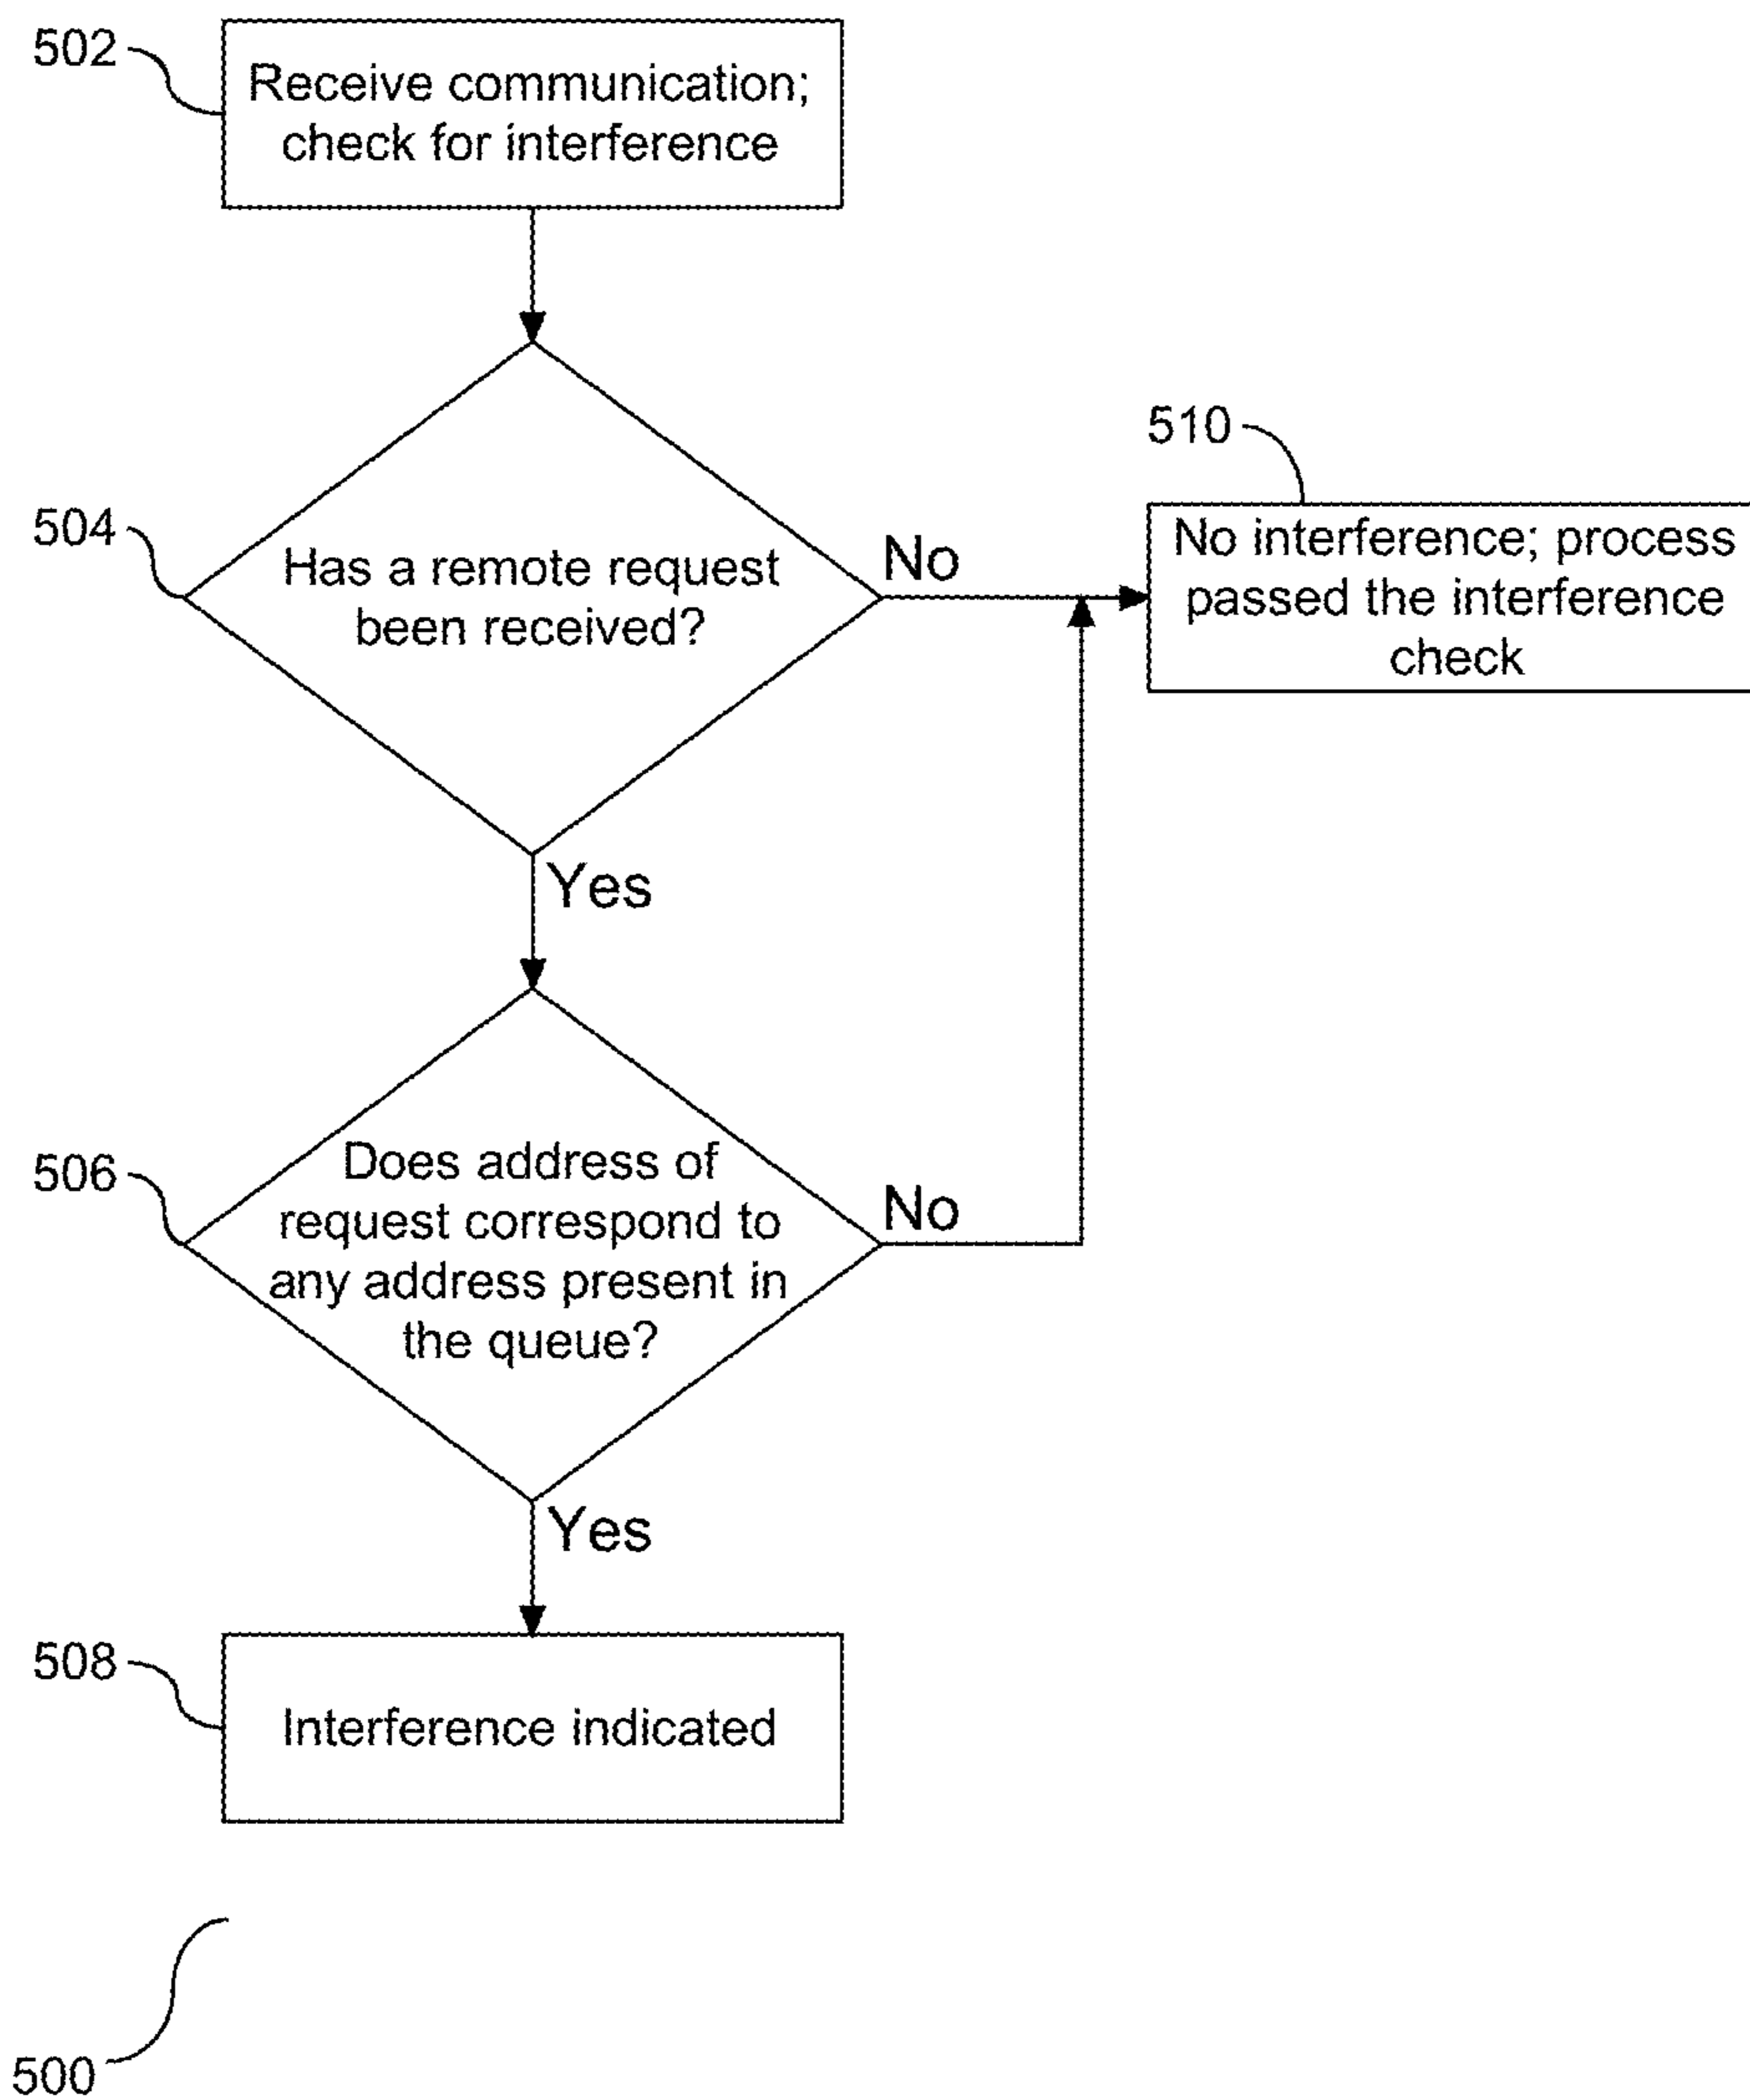 502
Receive communication;
check for interference
504
Has a remote request
been received?
No
510
No interference; process
passed the interference
check
Yes
506
Does address of
request correspond to
any address present in
the queue?
No
Yes
508
Interference indicated
500